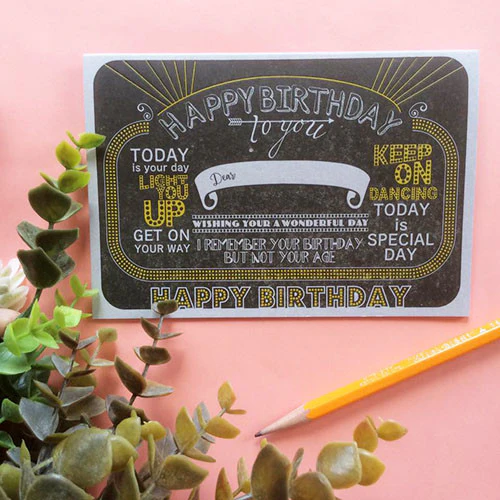 HAPPY BIRTHDAY
to you
TODAY
is your day
LIGHT
YOU
UP
GET ON
YOUR WAY
Dear
WISHING YOUR A WONDERFUL DAY
I REMEMBER YOUR BIRTHDAY
BUT NOT YOUR AGE
KEEP
ON
DANCING
TODAY
is
SPECIAL
DAY
HAPPY BIRTHDAY